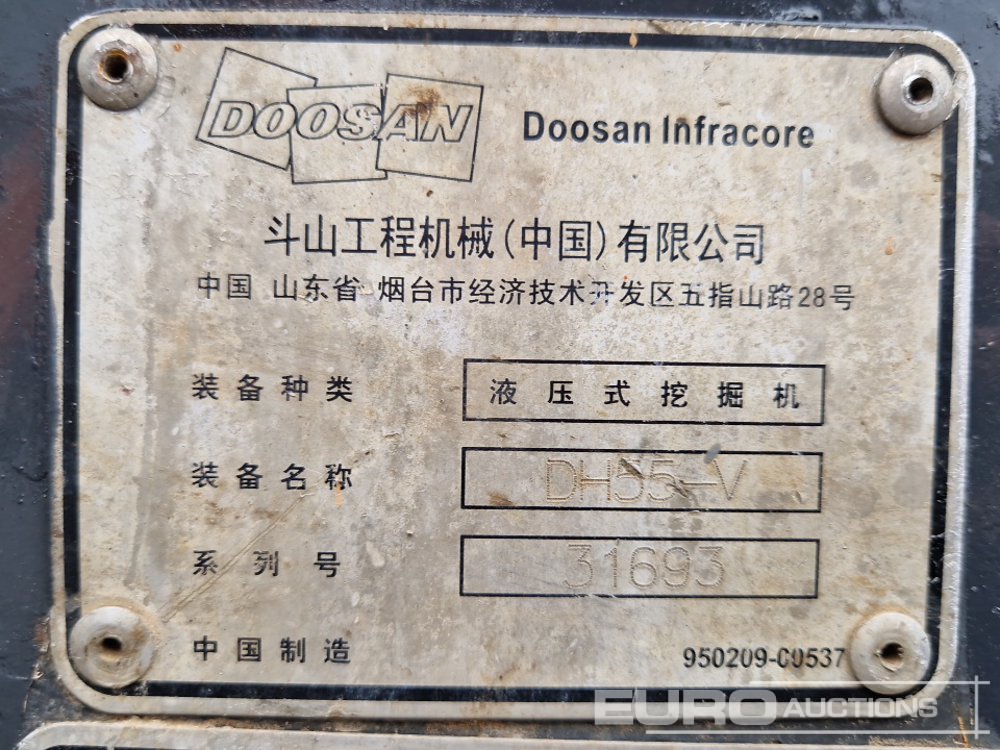 DOOSAN Doosan Infracore
斗山工程机械(中国)有限公司
中国 山东省 烟台市经济技术开发区五指山路28号
装备种类 液压式挖掘机
装备名称 DH55-V
系列号 31693
中国制造 950209-00537
EURO AUCTIONS